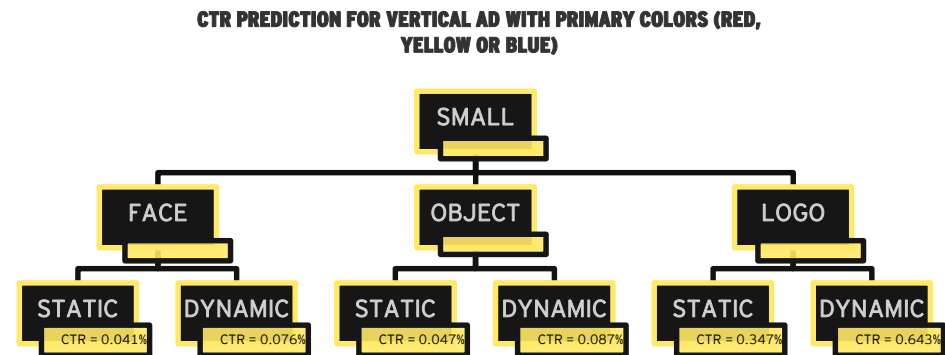 CTR PREDICTION FOR VERTICAL AD WITH PRIMARY COLORS (RED,
YELLOW OR BLUE)
SMALL
FACE
OBJECT
LOGO
STATIC
DYNAMIC
STATIC
DYNAMIC
STATIC
DYNAMIC
CTR = 0.041%
CTR = 0.076%
CTR = 0.047%
CTR = 0.087%
CTR = 0.347%
CTR = 0.643%